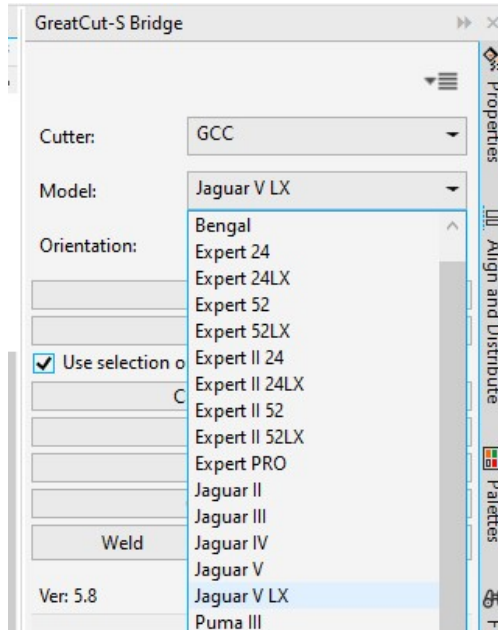 GreatCut-S Bridge
Cutter: GCC
Model: Jaguar V LX
Bengal
Orientation: Expert 24
Expert 24LX
Expert 52
Expert 52LX
Use selection o
Expert II 24
Expert II 24LX
C
Expert II 52
Expert II 52LX
Expert PRO
Jaguar II
Jaguar III
Weld Jaguar IV
Jaguar V
Ver: 5.8 Jaguar V LX
Puma III
Properties
Align and Distribute
Palettes